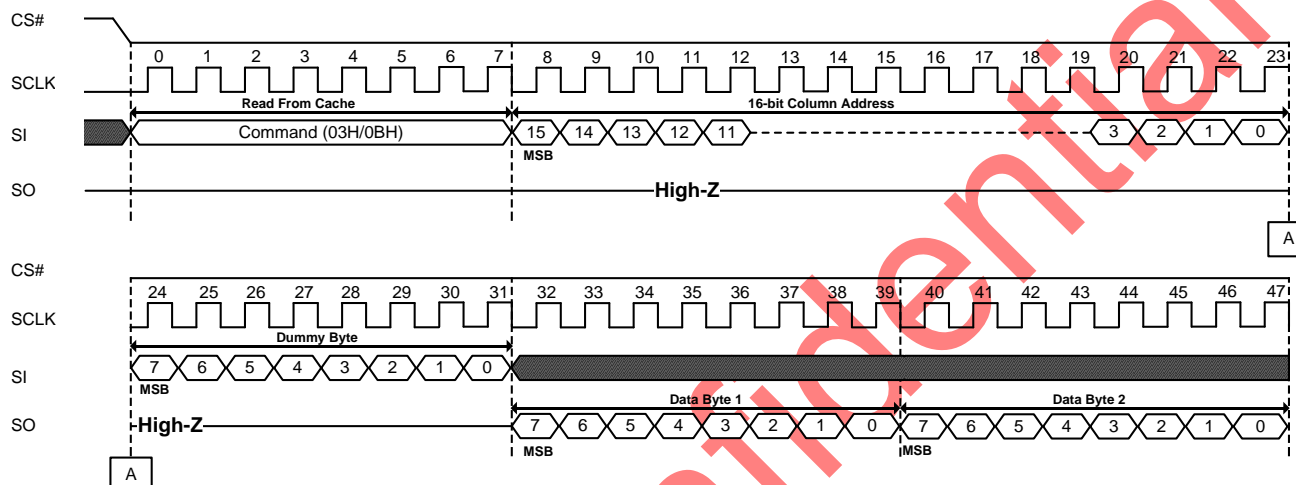 CS#
0 1 2 3 4 5 6 7 8 9 10 11 12 13 14 15 16 17 18 19 20 21 22 23
SCLK
Read From Cache 16-bit Column Address
SI Command (03H/0BH) 15 14 13 12 11 3 2 1 0
MSB
SO High-Z
A
CS#
24 25 26 27 28 29 30 31 32 33 34 35 36 37 38 39 40 41 42 43 44 45 46 47
SCLK
Dummy Byte
SI 7 6 5 4 3 2 1 0
MSB
Data Byte 1 Data Byte 2
SO High-Z 7 6 5 4 3 2 1 0 7 6 5 4 3 2 1 0
MSB MSB
A
nfidential